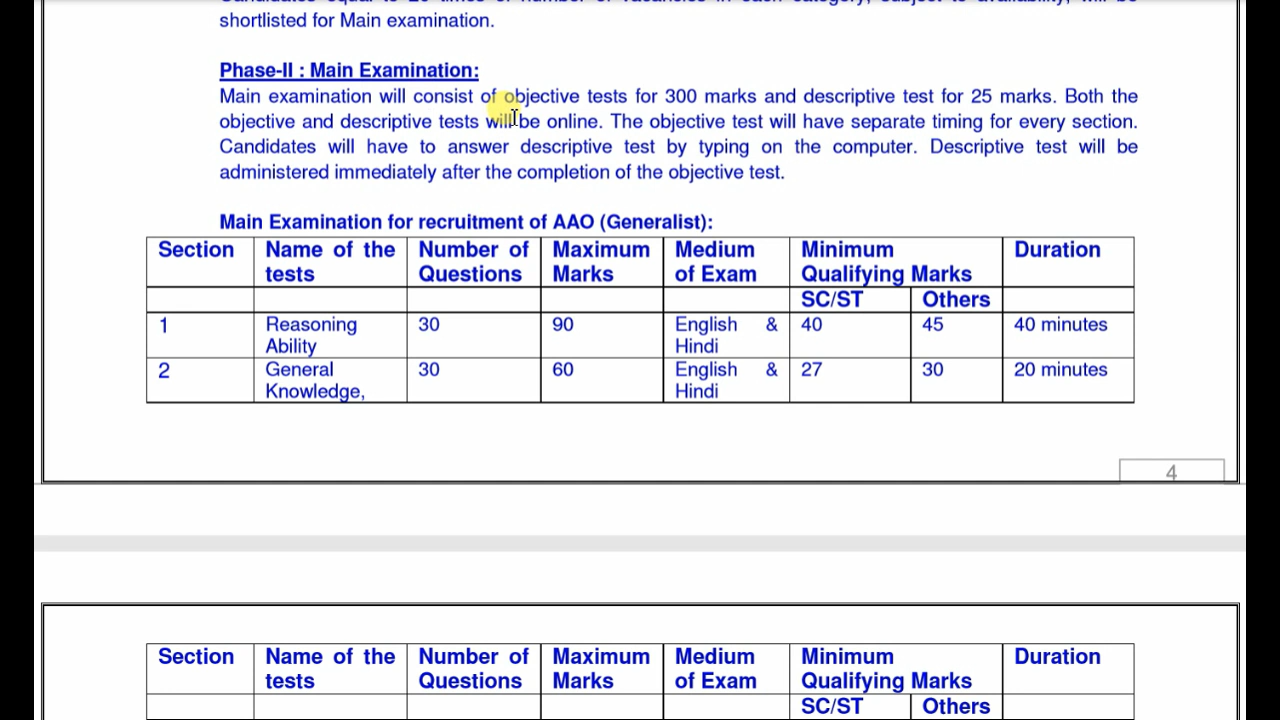 shortlisted for Main examination.
Phase-II : Main Examination:
Main examination will consist of objective tests for 300 marks and descriptive test for 25 marks. Both the
objective and descriptive tests will be online. The objective test will have separate timing for every section.
Candidates will have to answer descriptive test by typing on the computer. Descriptive test will be
administered immediately after the completion of the objective test.
Main Examination for recruitment of AAO (Generalist):
Section Name of the tests Number of Questions Maximum Marks Medium of Exam Minimum Qualifying Marks Duration
SC/ST Others
1 Reasoning Ability 30 90 English & Hindi 40 45 40 minutes
2 General Knowledge, 30 60 English & Hindi 27 30 20 minutes
4
Section Name of the tests Number of Questions Maximum Marks Medium of Exam Minimum Qualifying Marks Duration
SC/ST Others